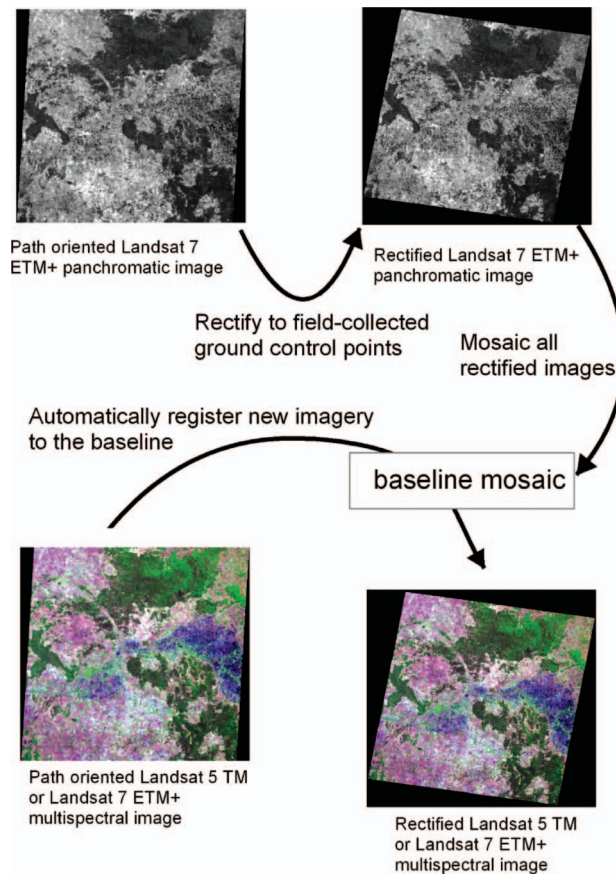 Path oriented Landsat 7
ETM+ panchromatic image
Rectified Landsat 7 ETM+
panchromatic image
Rectify to field-collected
ground control points
Mosaic all
rectified images
Automatically register new imagery
to the baseline
baseline mosaic
Path oriented Landsat 5 TM
or Landsat 7 ETM+
multispectral image
Rectified Landsat 5 TM
or Landsat 7 ETM+
multispectral image